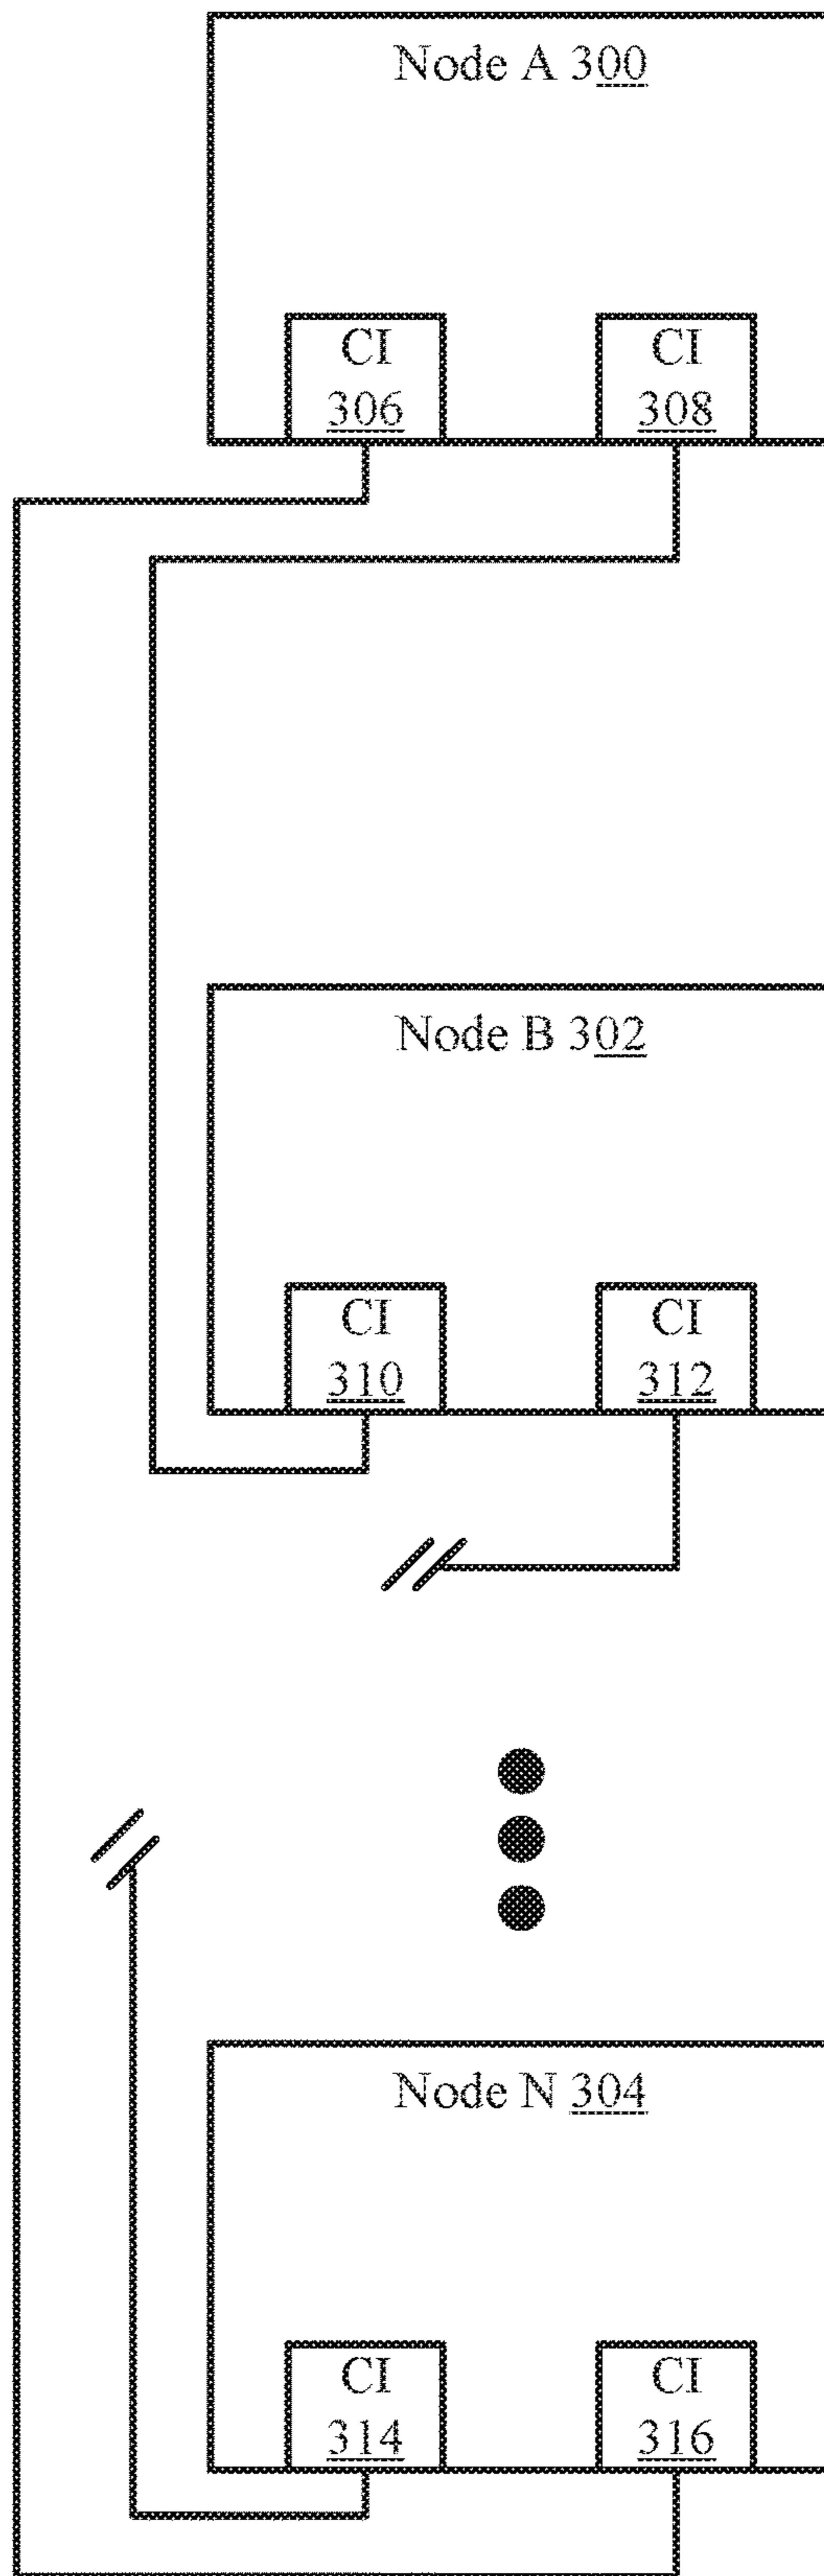 Node A 300
CI
306
CI
308
Node B 302
CI
310
CI
312
Node N 304
CI
314
CI
316